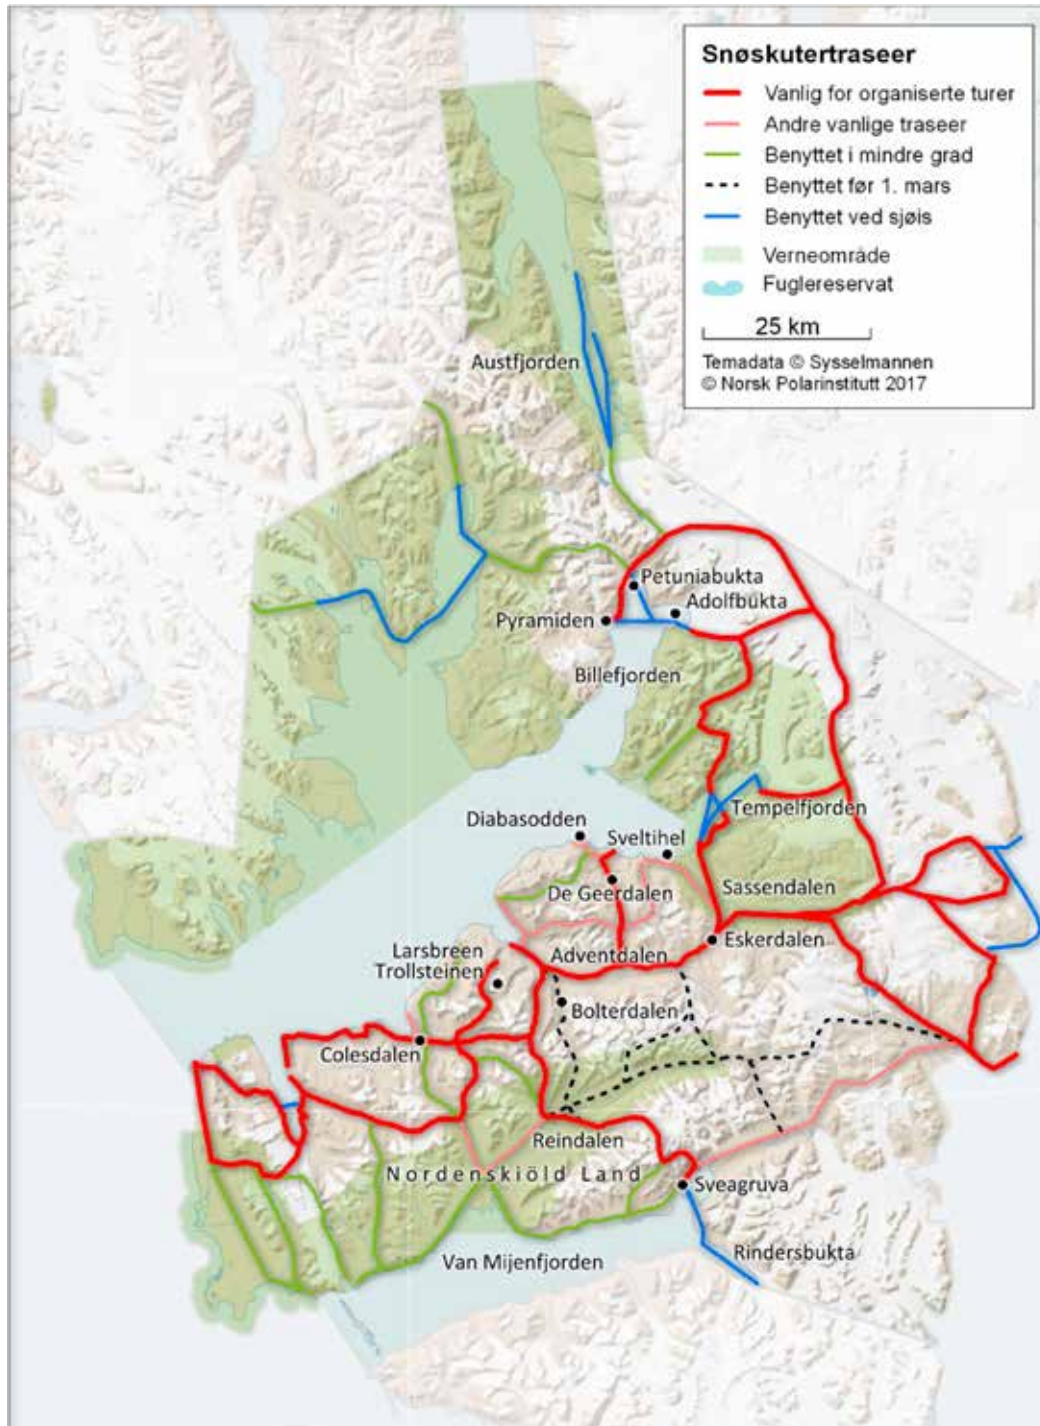 Snøskutertraseer
Vanlig for organiserte turer
Andre vanlige traseer
Benyttet i mindre grad
Benyttet før 1. mars
Benyttet ved sjøis
Verneområde
Fuglereservat
25 km
Temadata © Sysselmannen
© Norsk Polarinstitutt 2017
Austfjorden
Petuniabukta
Adolfbukta
Pyramiden
Billefjorden
Tempelfjorden
Diabasodden
Sveltihel
De Geerdalen
Sassendalen
Eskerdalen
Larsbreen
Trollsteinen
Adventdalen
Bolterdalen
Colesdalen
Reindalen
Nordenskiöld Land
Sveagruva
Van Mijenfjorden
Rindersbukta